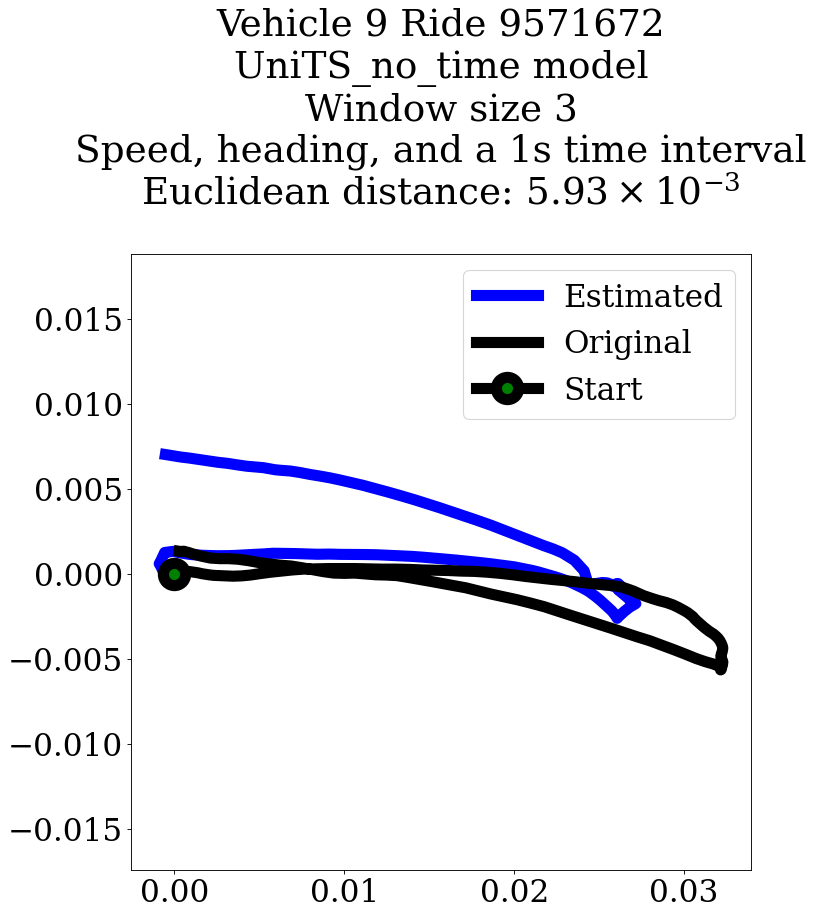 Vehicle 9 Ride 9571672
UniTS_no_time model
Window size 3
Speed, heading, and a 1s time interval
Euclidean distance: 5.93 × 10⁻³
Estimated
Original
Start
0.015
0.010
0.005
0.000
−0.005
−0.010
−0.015
0.00 0.01 0.02 0.03